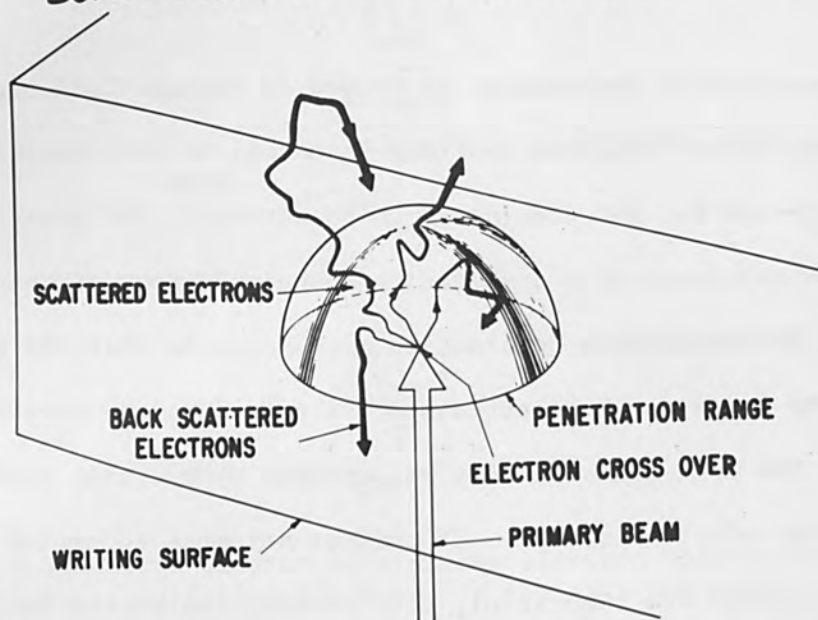 SCATTERED ELECTRONS
BACK SCATTERED
ELECTRONS
PENETRATION RANGE
ELECTRON CROSS OVER
PRIMARY BEAM
WRITING SURFACE